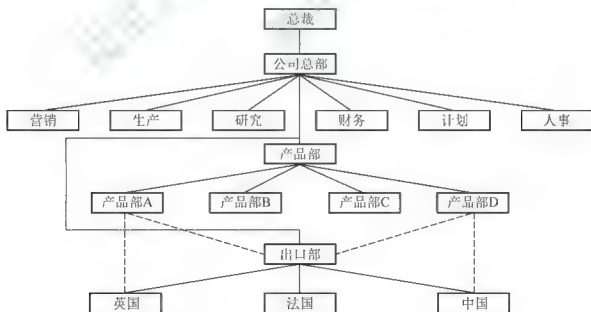 总裁
公司总部
营销 生产 研究 财务 计划 人事
产品部
产品部A 产品部B 产品部C 产品部D
出口部
英国 法国 中国